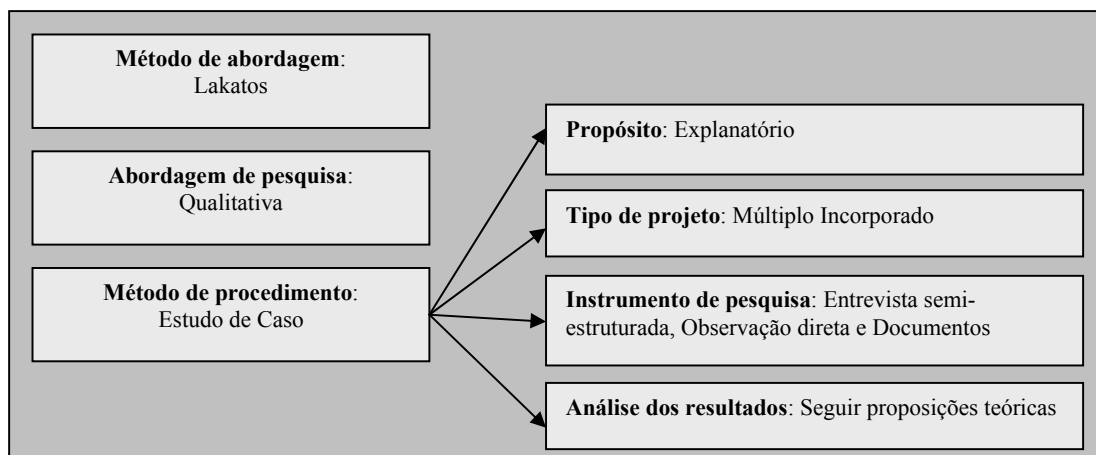 Método de abordagem:
Lakatos
Abordagem de pesquisa:
Qualitativa
Método de procedimento:
Estudo de Caso
Propósito: Explanatório
Tipo de projeto: Múltiplo Incorporado
Instrumento de pesquisa: Entrevista semi-
estruturada, Observação direta e Documentos
Análise dos resultados: Seguir proposições teóricas